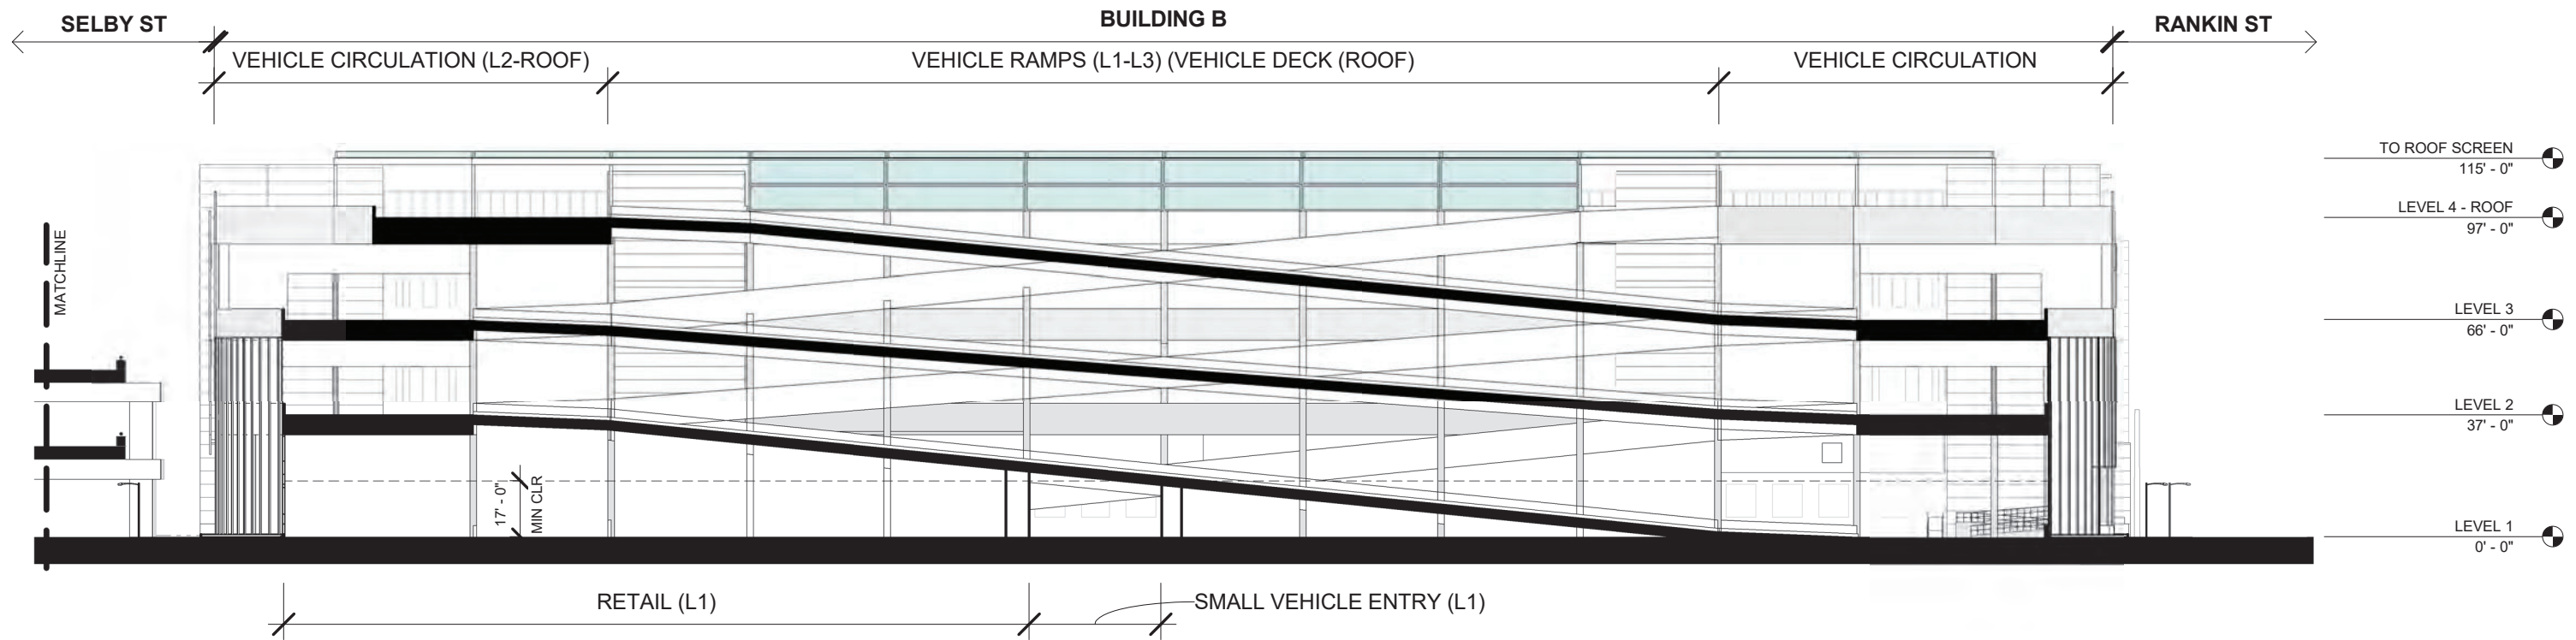 SELBY ST
BUILDING B
RANKIN ST
VEHICLE CIRCULATION (L2-ROOF)
VEHICLE RAMPS (L1-L3) (VEHICLE DECK (ROOF)
VEHICLE CIRCULATION
TO ROOF SCREEN
115' - 0"
LEVEL 4 - ROOF
97' - 0"
MATCHLINE
LEVEL 3
66' - 0"
LEVEL 2
37' - 0"
17' - 0"
MIN CLR
LEVEL 1
0' - 0"
RETAIL (L1)
SMALL VEHICLE ENTRY (L1)